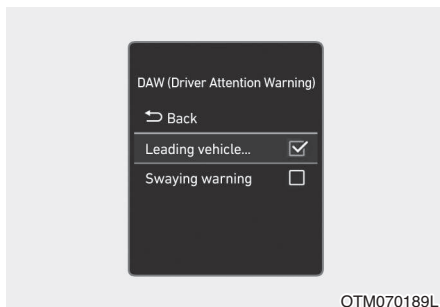 DAW (Driver Attention Warning)
Back
Leading vehicle...
Swaying warning
OTM070189L